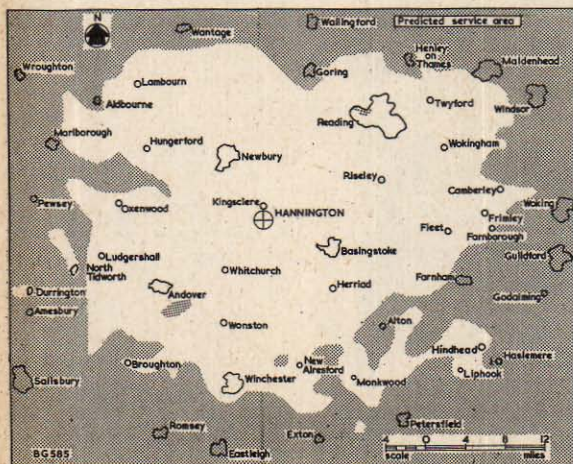 N
Wantage
Wallingford
Predicted service area
Henley on Thames
Maidenhead
Wroughton
Lambourn
Goring
Aldbourne
Reading
Twyford
Windsor
Marlborough
Hungerford
Newbury
Wokingham
Riseley
Camberley
Pewsey
Oxenwood
Kingsclere
HANNINGTON
Frimley
Woking
Fleet
Farnborough
Ludgershall
Basingstoke
Guildford
North Tidworth
Whitchurch
Herriad
Farnham
Durrington
Andover
Godalming
Amesbury
Wonston
Alton
Hindhead
Haslemere
Broughton
New Alresford
Liphook
Salisbury
Winchester
Monkwood
Romsey
Exton
Petersfield
Eastleigh
4 0 4 8 12
scale miles
BG585